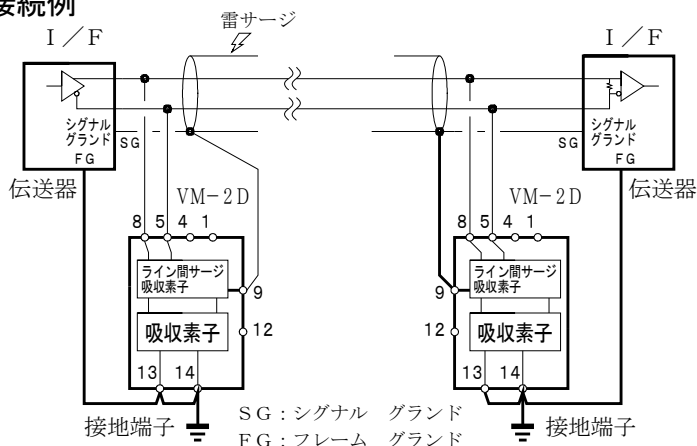 接続例
雷サージ
I／F
I／F
シグナル
グランド
SG
FG
伝送器
シグナル
グランド
SG
FG
伝送器
VM-2D
8 5 4 1
ライン間サージ
吸収素子
9
吸収素子
12
13 14
接地端子
VM-2D
8 5 4 1
ライン間サージ
吸収素子
9
吸収素子
12
13 14
接地端子
ＳＧ：シグナル　グランド
ＦＧ：フレーム　グランド